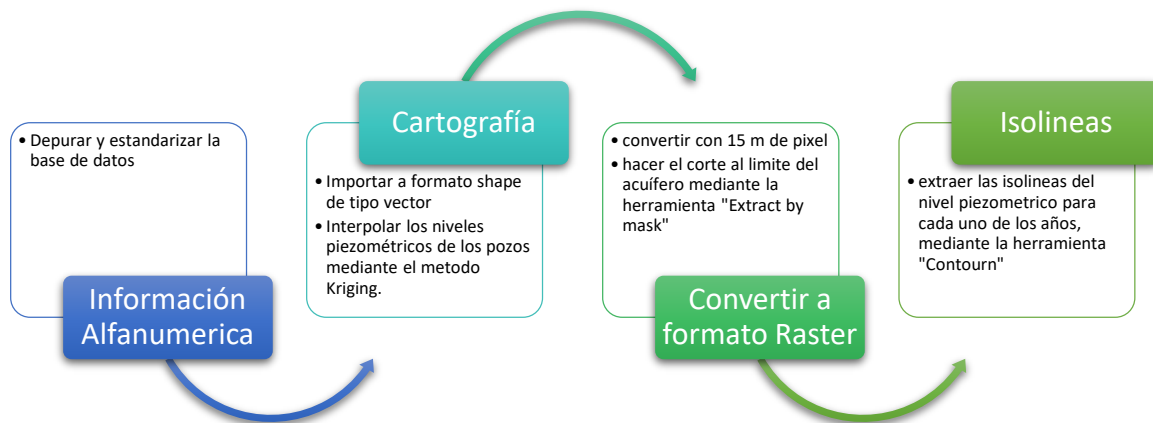 • Depurar y estandarizar la
base de datos
Información
Alfanumerica
Cartografía
• Importar a formato shape
de tipo vector
• Interpolar los niveles
piezométricos de los pozos
mediante el metodo
Kriging.
• convertir con 15 m de pixel
• hacer el corte al limite del
acuífero mediante la
herramienta "Extract by
mask"
Convertir a
formato Raster
Isolineas
• extraer las isolineas del
nivel piezometrico para
cada uno de los años,
mediante la herramienta
"Contourn"